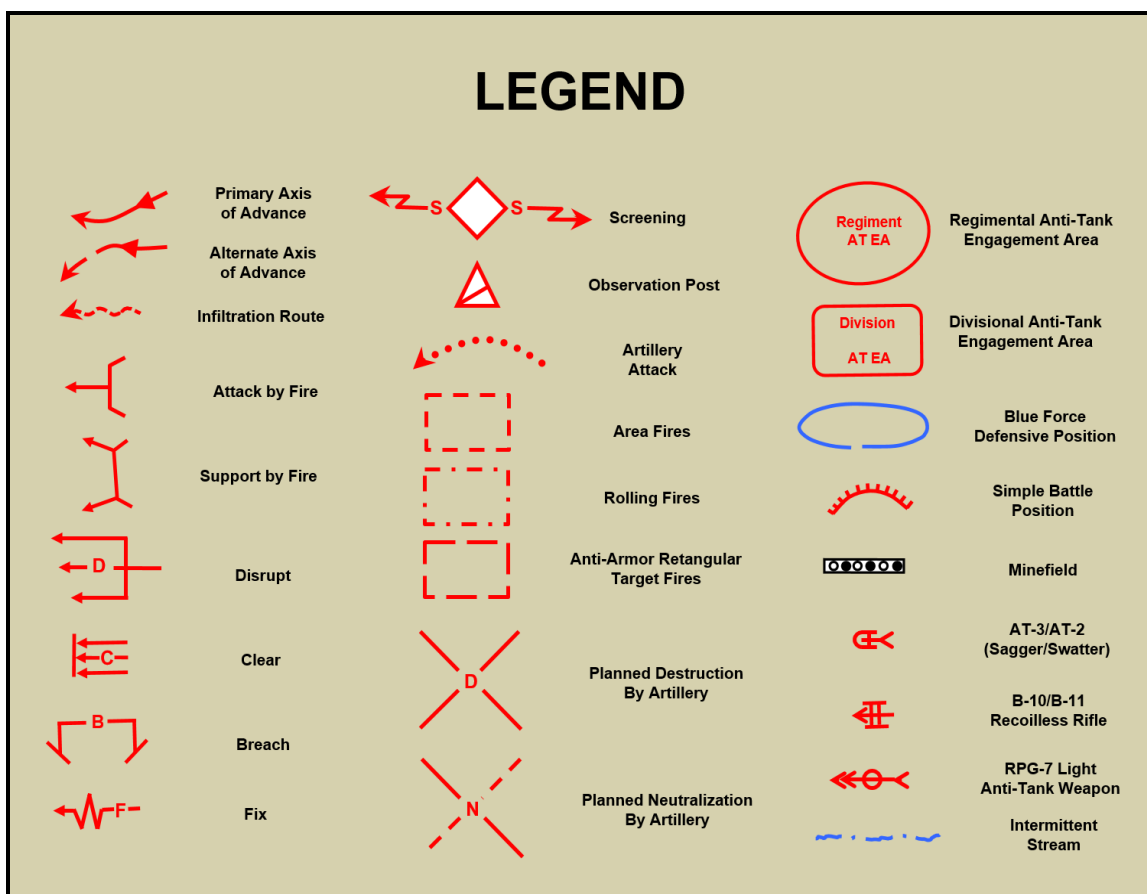 LEGEND
Primary Axis
of Advance
Alternate Axis
of Advance
Infiltration Route
Attack by Fire
Support by Fire
D
Disrupt
C
Clear
B
Breach
F
Fix
S S
Screening
Observation Post
Artillery
Attack
Area Fires
Rolling Fires
Anti-Armor Retangular
Target Fires
D
Planned Destruction
By Artillery
N
Planned Neutralization
By Artillery
Regiment
AT EA
Regimental Anti-Tank
Engagement Area
Division
AT EA
Divisional Anti-Tank
Engagement Area
Blue Force
Defensive Position
Simple Battle
Position
Minefield
AT-3/AT-2
(Sagger/Swatter)
B-10/B-11
Recoilless Rifle
RPG-7 Light
Anti-Tank Weapon
Intermittent
Stream